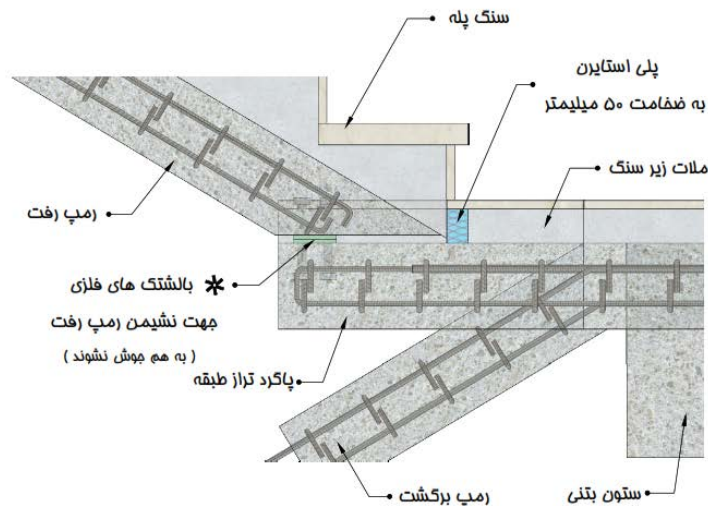 سنگ پله
پلی استایرن
به ضخامت ۵۰ میلیمتر
ملات زیر سنگ
رمپ رفت
* بالشتک های فلزی
جهت نشیمن رمپ رفت
( به هم جوش نشوند )
پاگرد تراز طبقه
رمپ برگشت
ستون بتنی